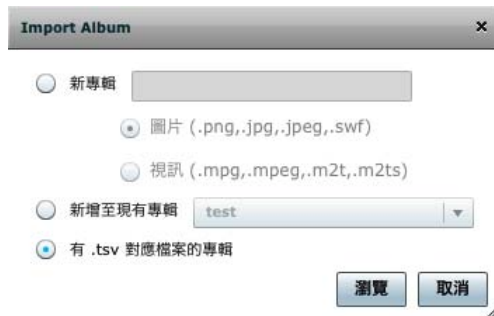 Import Album
新專輯
圖片 (.png,.jpg,.jpeg,.swf)
視訊 (.mpg,.mpeg,.m2t,.m2ts)
新增至現有專輯 test
有 .tsv 對應檔案的專輯
瀏覽 取消